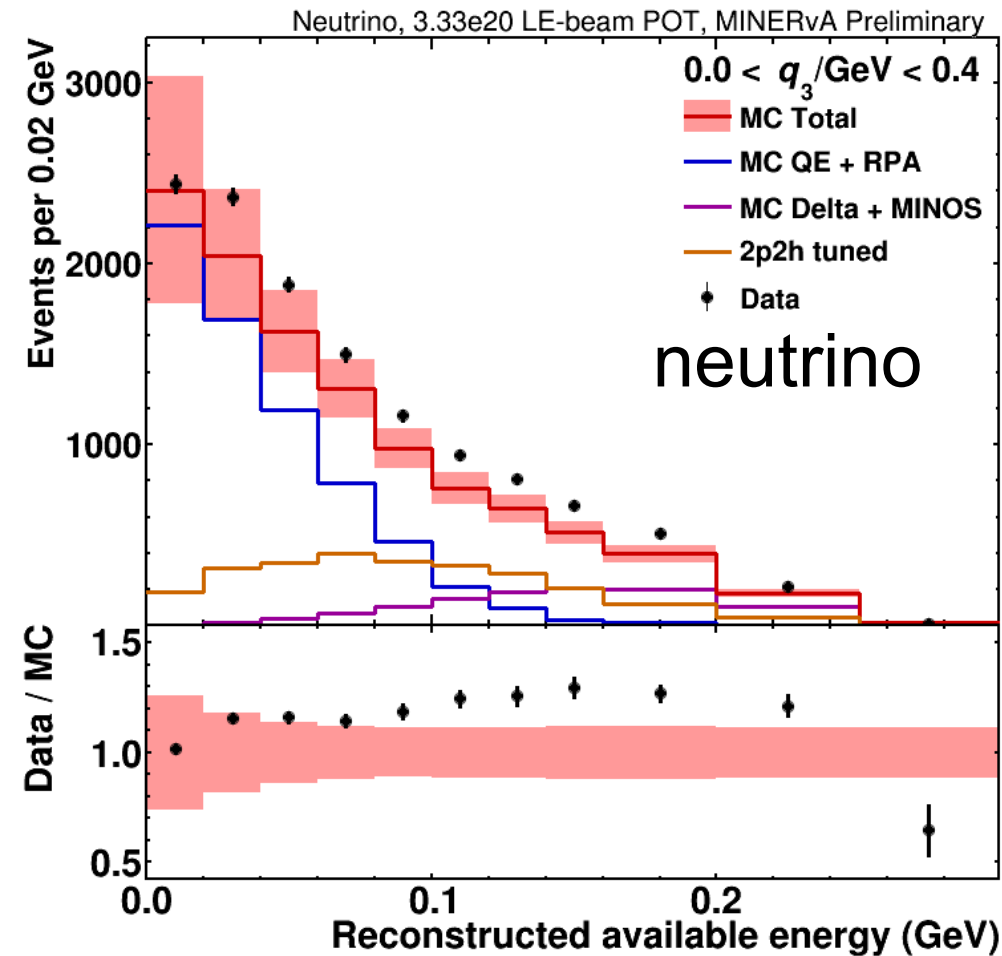 Neutrino, 3.33e20 LE-beam POT, MINERvA Preliminary
Events per 0.02 GeV
3000
2000
1000
0.0 < q₃/GeV < 0.4
MC Total
MC QE + RPA
MC Delta + MINOS
2p2h tuned
Data
neutrino
Data / MC
1.5
1.0
0.5
0.0 0.1 0.2
Reconstructed available energy (GeV)